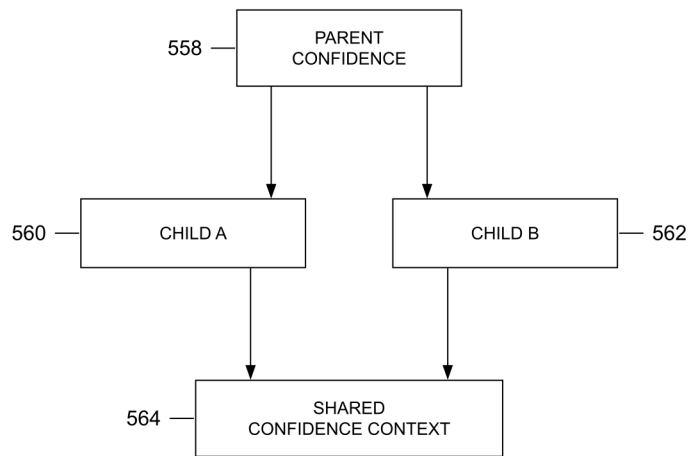 558
PARENT
CONFIDENCE
560
CHILD A
CHILD B
562
564
SHARED
CONFIDENCE CONTEXT